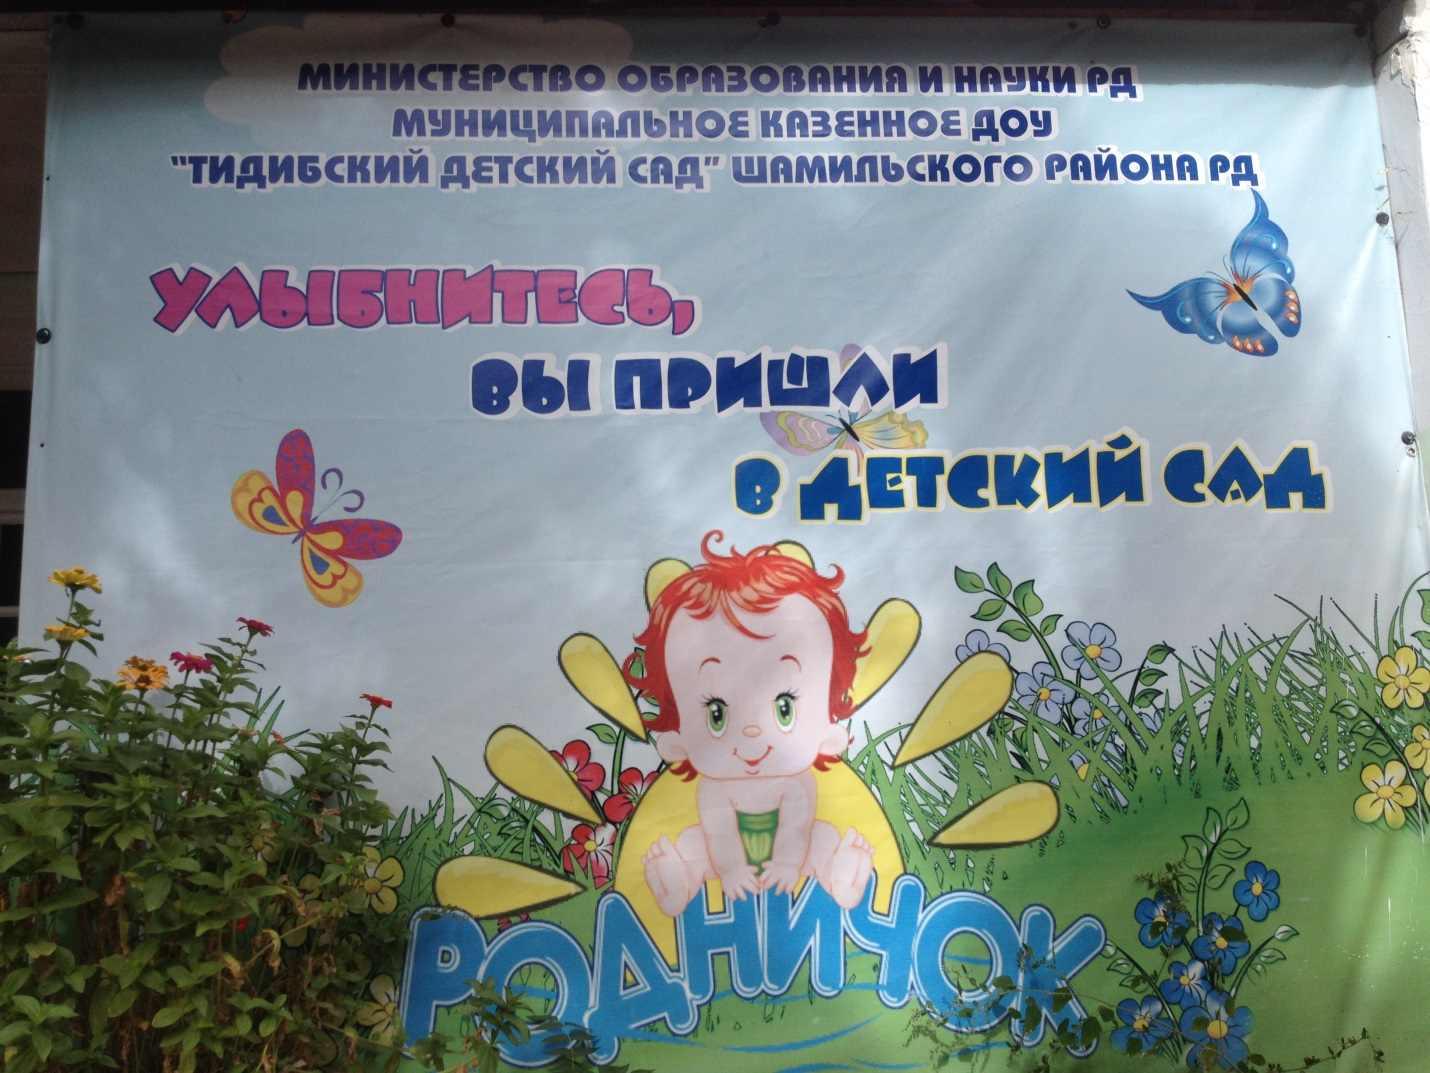 МИНИСТЕРСТВО ОБРАЗОВАНИЯ И НАУКИ РД
МУНИЦИПАЛЬНОЕ КАЗЕННОЕ ДОУ
"ТИДИБСКИЙ ДЕТСКИЙ САД" ШАМИЛЬСКОГО РАЙОНА РД
УЛЫБНИТЕСЬ,
ВЫ ПРИШЛИ
В ДЕТСКИЙ САД
РОДНИЧОК